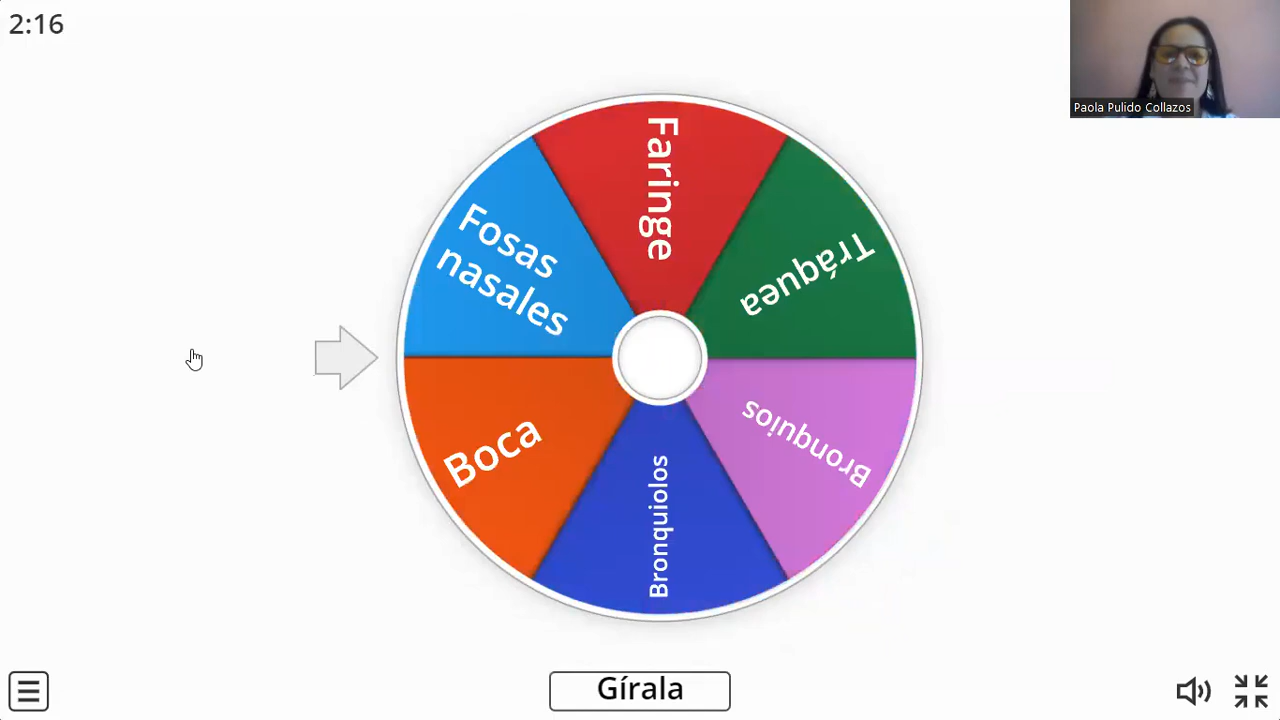 2:16
Paola Pulido Collazos
Faringe
Tráquea
Fosas
nasales
Bronquios
Boca
Bronquiolos
Gírala